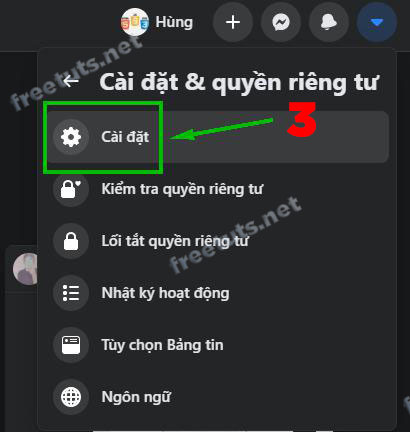 Hùng
freetuts.net
Cài đặt & quyền riêng tư
Cài đặt
3
Kiểm tra quyền riêng tư
Lối tắt quyền riêng tư
freetuts.net
Nhật ký hoạt động
Tùy chọn Bảng tin
Ngôn ngữ